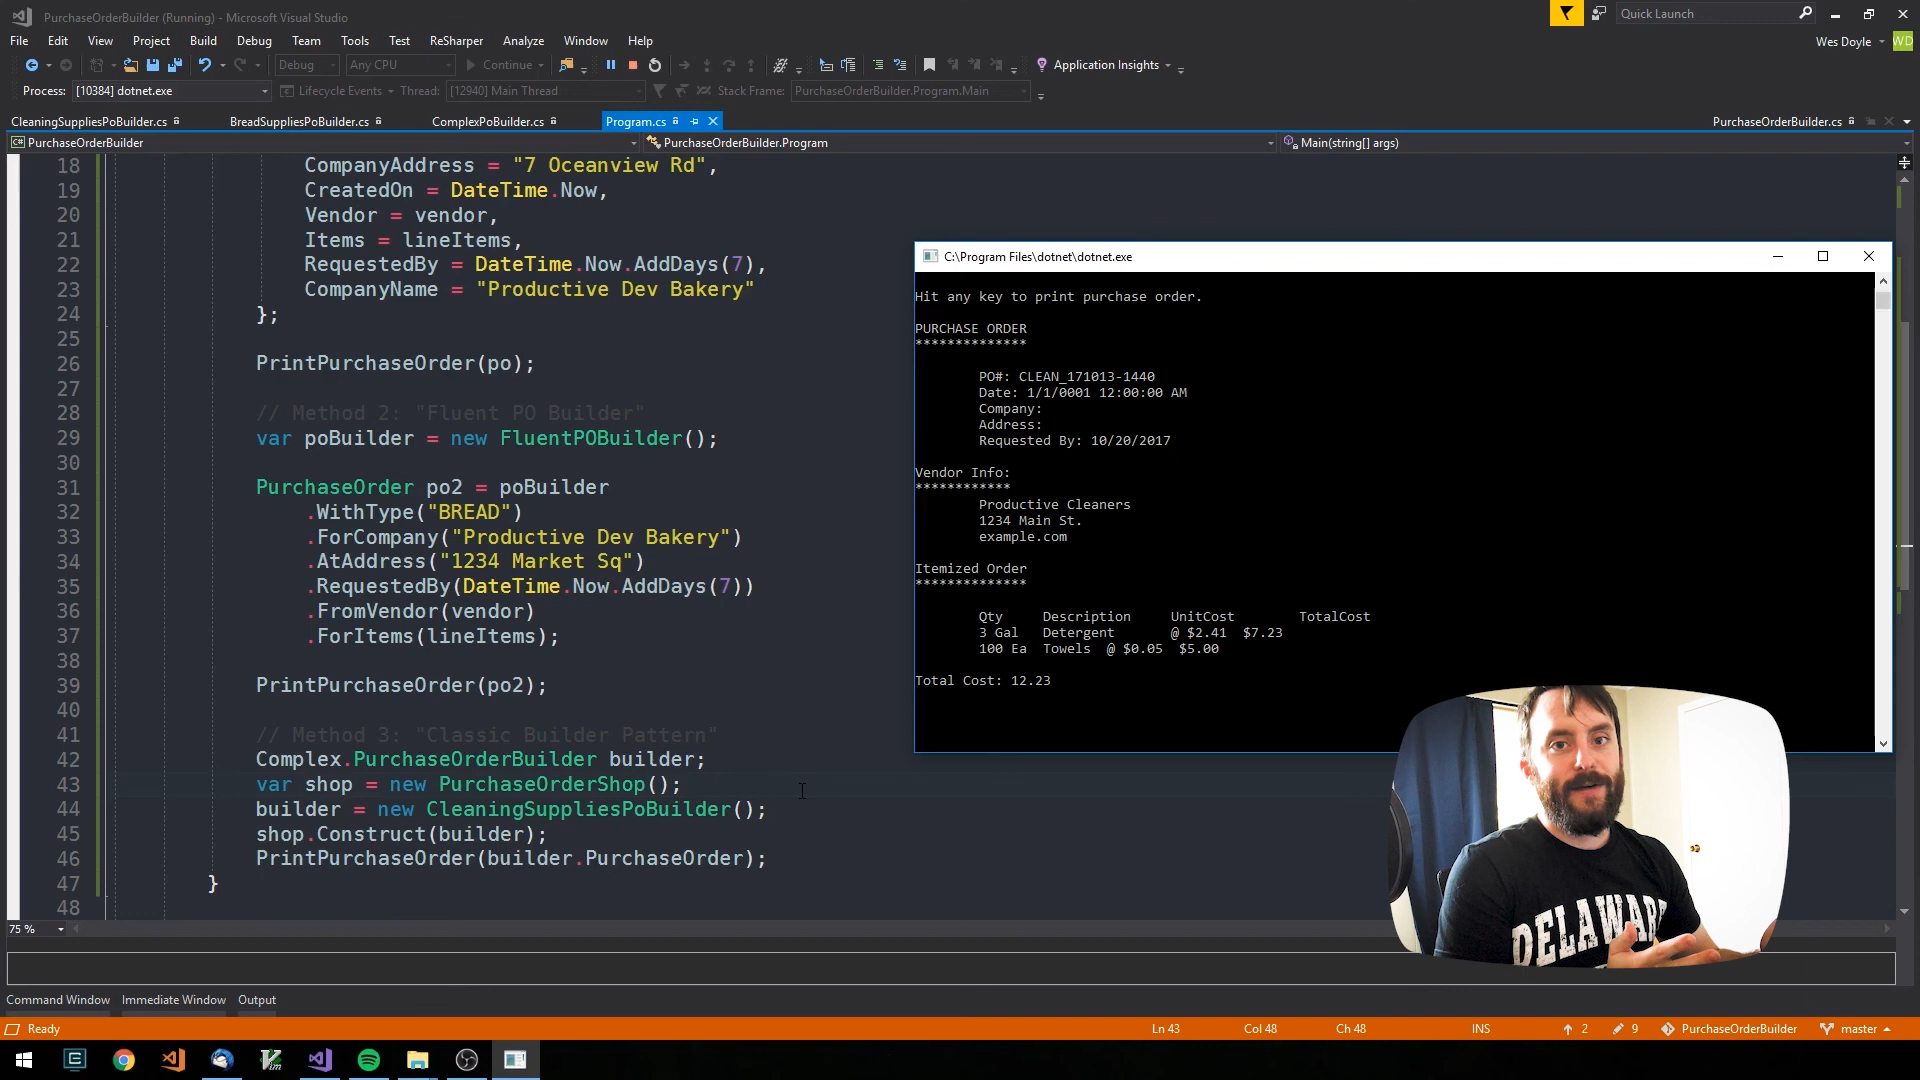 PurchaseOrderBuilder (Running) - Microsoft Visual Studio
Quick Launch
File Edit View Project Build Debug Team Tools Test ReSharper Analyze Window Help
Wes Doyle WD
Debug Any CPU Continue Application Insights
Process: [10384] dotnet.exe Lifecycle Events Thread: [12940] Main Thread Stack Frame: PurchaseOrderBuilder.Program.Main
CleaningSuppliesPoBuilder.cs BreadSuppliesPoBuilder.cs ComplexPoBuilder.cs Program.cs PurchaseOrderBuilder.cs
C# PurchaseOrderBuilder PurchaseOrderBuilder.Program Main(string[] args)
18 CompanyAddress = "7 Oceanview Rd",
19 CreatedOn = DateTime.Now,
20 Vendor = vendor,
21 Items = lineItems,
22 RequestedBy = DateTime.Now.AddDays(7),
23 CompanyName = "Productive Dev Bakery"
24 };
25
26 PrintPurchaseOrder(po);
27
28 // Method 2: "Fluent PO Builder"
29 var poBuilder = new FluentPOBuilder();
30
31 PurchaseOrder po2 = poBuilder
32 .WithType("BREAD")
33 .ForCompany("Productive Dev Bakery")
34 .AtAddress("1234 Market Sq")
35 .RequestedBy(DateTime.Now.AddDays(7))
36 .FromVendor(vendor)
37 .ForItems(lineItems);
38
39 PrintPurchaseOrder(po2);
40
41 // Method 3: "Classic Builder Pattern"
42 Complex.PurchaseOrderBuilder builder;
43 var shop = new PurchaseOrderShop();
44 builder = new CleaningSuppliesPoBuilder();
45 shop.Construct(builder);
46 PrintPurchaseOrder(builder.PurchaseOrder);
47 }
48
C:\Program Files\dotnet\dotnet.exe
Hit any key to print purchase order.
PURCHASE ORDER
**************
PO#: CLEAN_171013-1440
Date: 1/1/0001 12:00:00 AM
Company:
Address:
Requested By: 10/20/2017
Vendor Info:
************
Productive Cleaners
1234 Main St.
example.com
Itemized Order
**************
Qty Description UnitCost TotalCost
3 Gal Detergent @ $2.41 $7.23
100 Ea Towels @ $0.05 $5.00
Total Cost: 12.23
DELAWARE
75 %
Command Window Immediate Window Output
Ready Ln 43 Col 48 Ch 48 INS 2 9 PurchaseOrderBuilder master